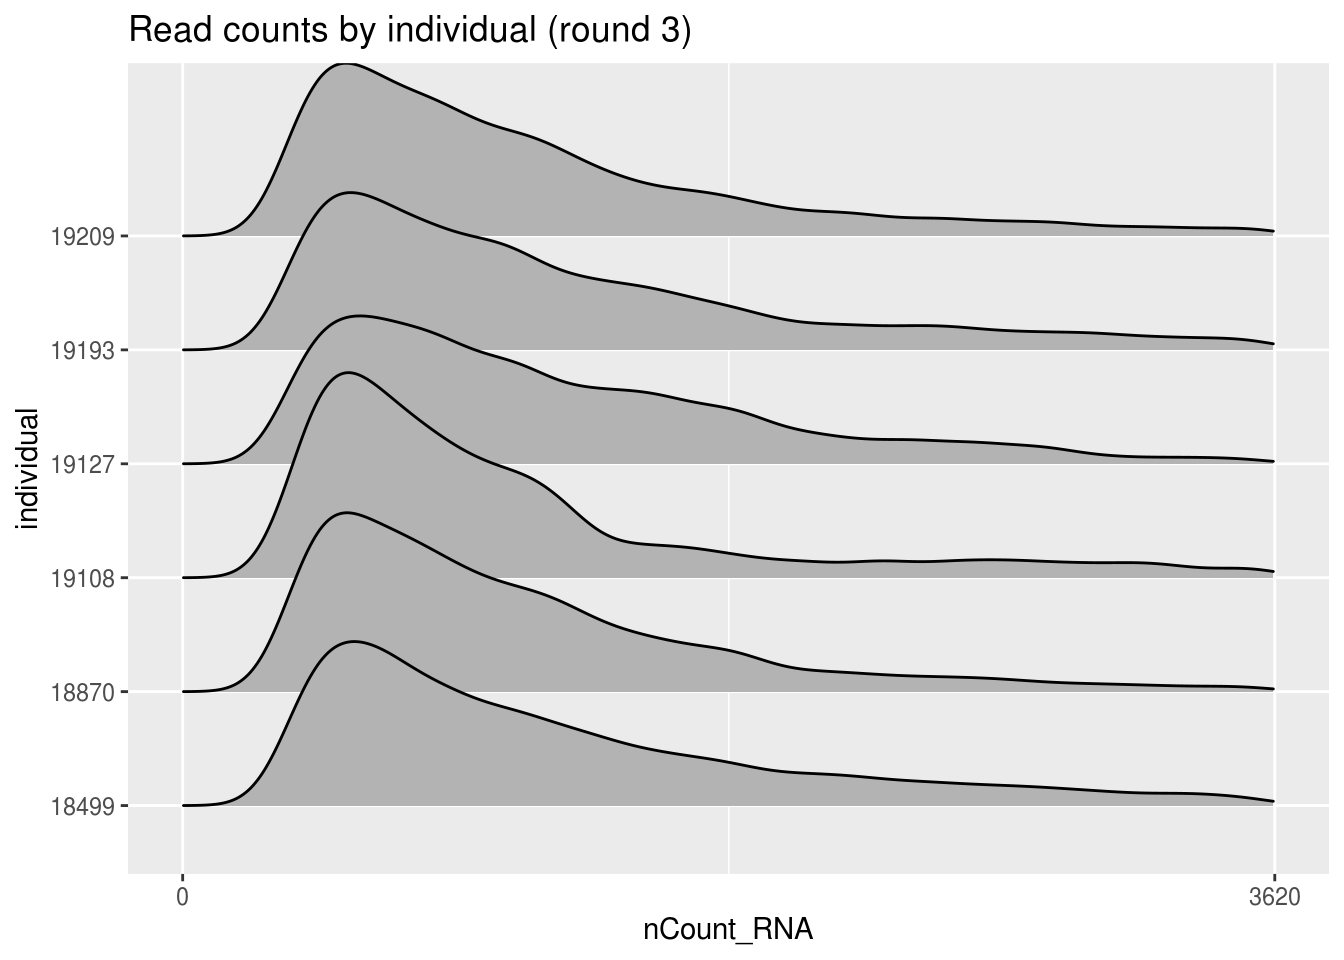 Read counts by individual (round 3)
individual
19209
19193
19127
19108
18870
18499
0
3620
nCount_RNA